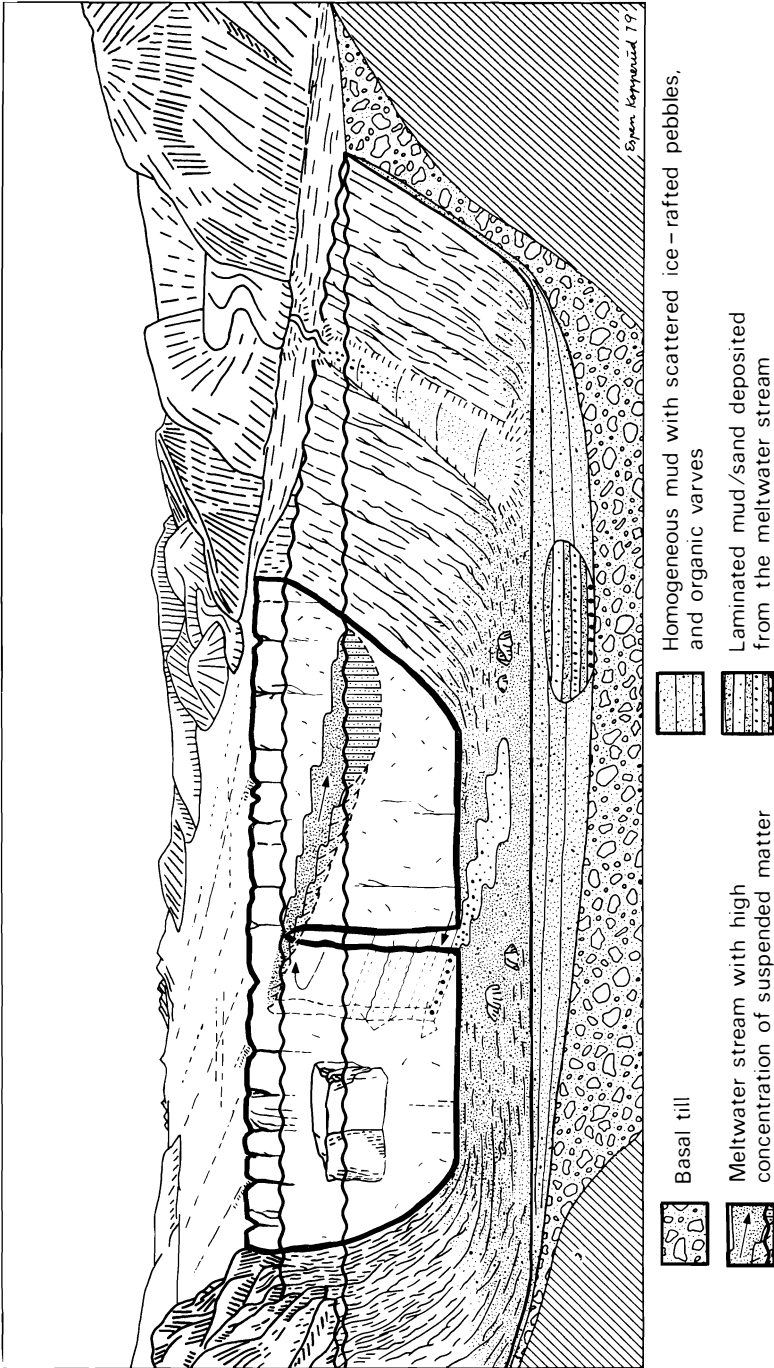 Espen Kopperud 79.
Basal till
Meltwater stream with high
concentration of suspended matter
Homogeneous mud with scattered ice-rafted pebbles,
and organic varves
Laminated mud/sand deposited
from the meltwater stream